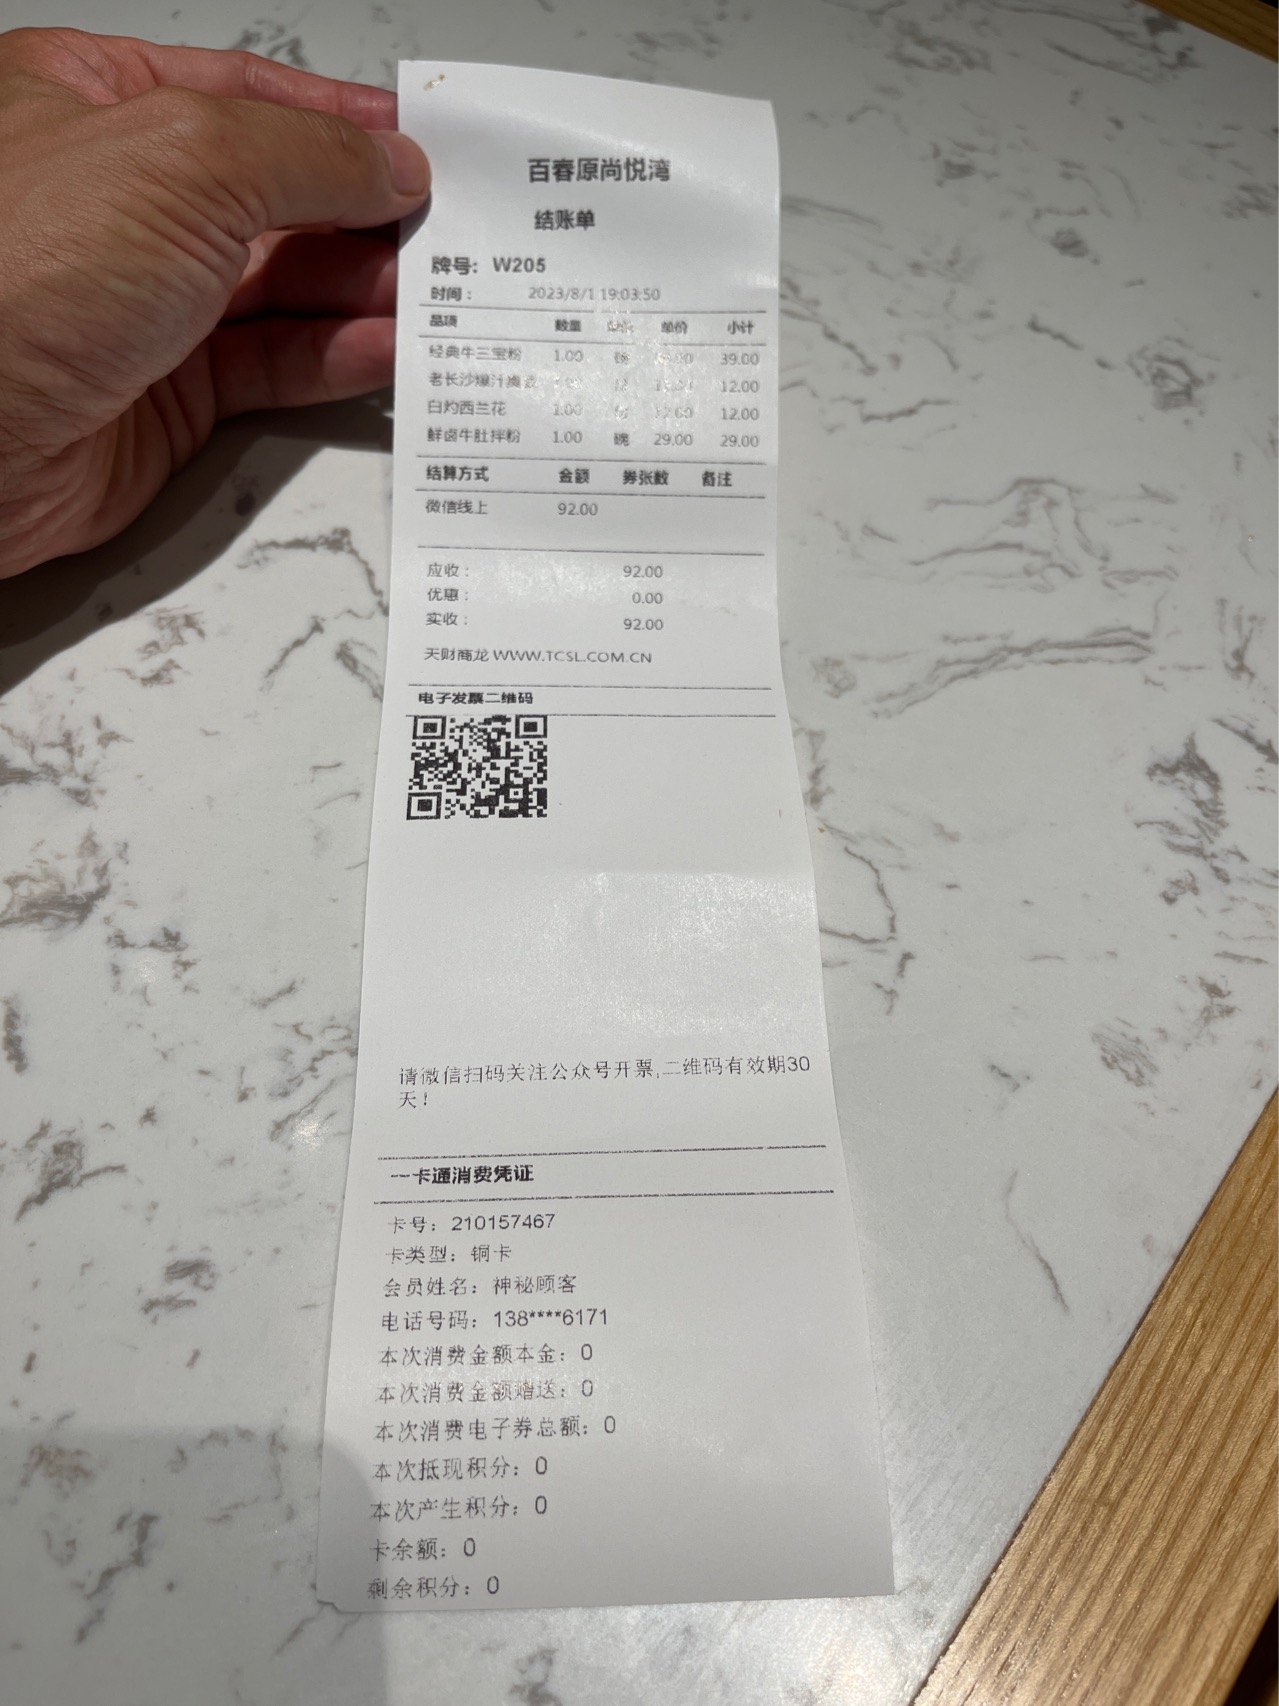 百春原尚悦湾
结账单
牌号: W205
时间: 2023/8/1 19:03:50
品项 数量 单价 小计
经典牛三宝粉 1.00 39.00
老长沙爆汁 12.00
白灼西兰花 1.00 12.00
鲜卤牛肚拌粉 1.00 碗 29.00 29.00
结算方式 金额 券张数 备注
微信线上 92.00
应收: 92.00
优惠: 0.00
实收: 92.00
天财商龙 WWW.TCSL.COM.CN
电子发票二维码
请微信扫码关注公众号开票,二维码有效期30
天!
一卡通消费凭证
卡号: 210157467
卡类型: 铜卡
会员姓名: 神秘顾客
电话号码: 138****6171
本次消费金额本金: 0
本次消费金额赠送: 0
本次消费电子券总额: 0
本次抵现积分: 0
本次产生积分: 0
卡余额: 0
剩余积分: 0